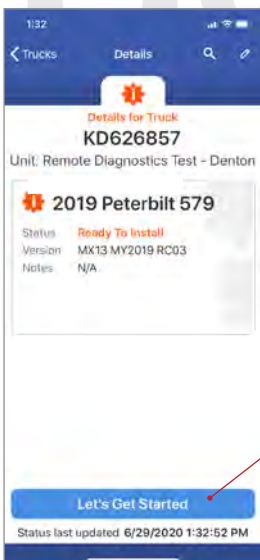 1:32
Trucks Details
Details for Truck
KD626857
Unit: Remote Diagnostics Test - Denton
2019 Peterbilt 579
Status Ready To Install
Version MX13 MY2019 RC03
Notes N/A
Let's Get Started
Status last updated 6/29/2020 1:32:52 PM